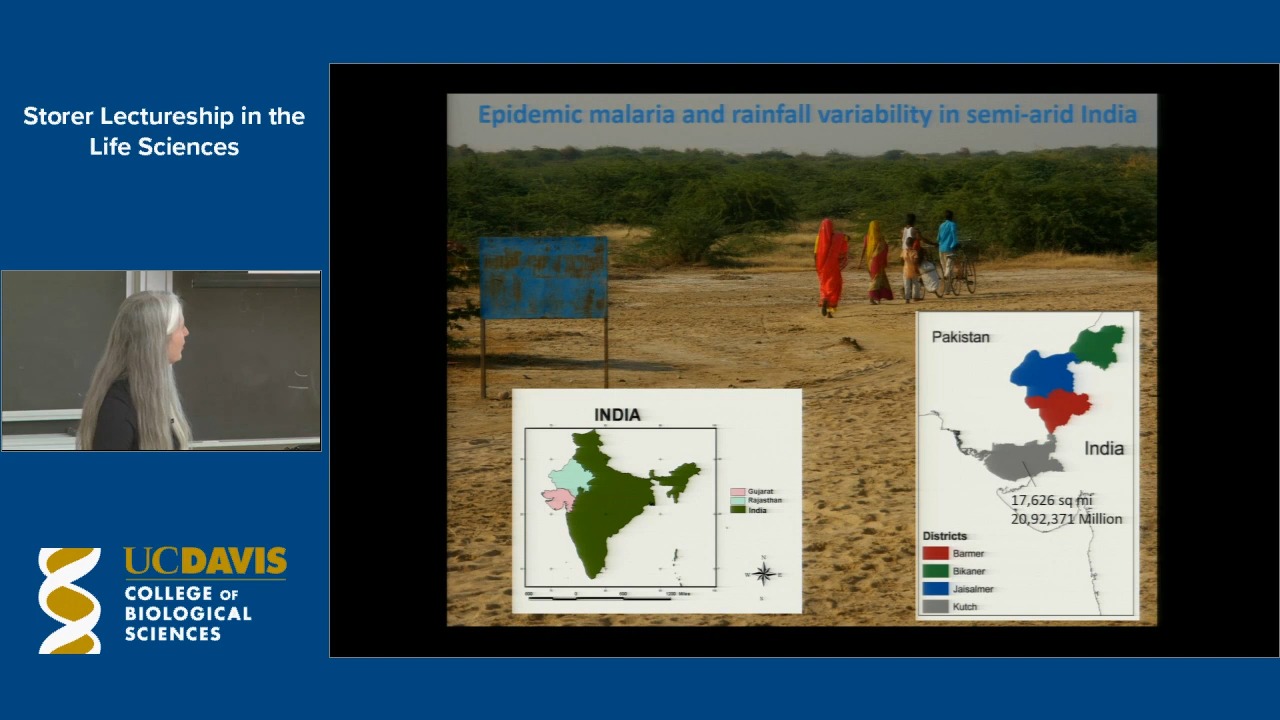 Storer Lectureship in the
Life Sciences
UCDAVIS
COLLEGE OF
BIOLOGICAL
SCIENCES
Epidemic malaria and rainfall variability in semi-arid India
INDIA
Gujarat
Rajasthan
India
N
W
E
S
Pakistan
India
17,626 sq mi
20,92,371 Million
Districts
Barmer
Bikaner
Jaisalmer
Kutch